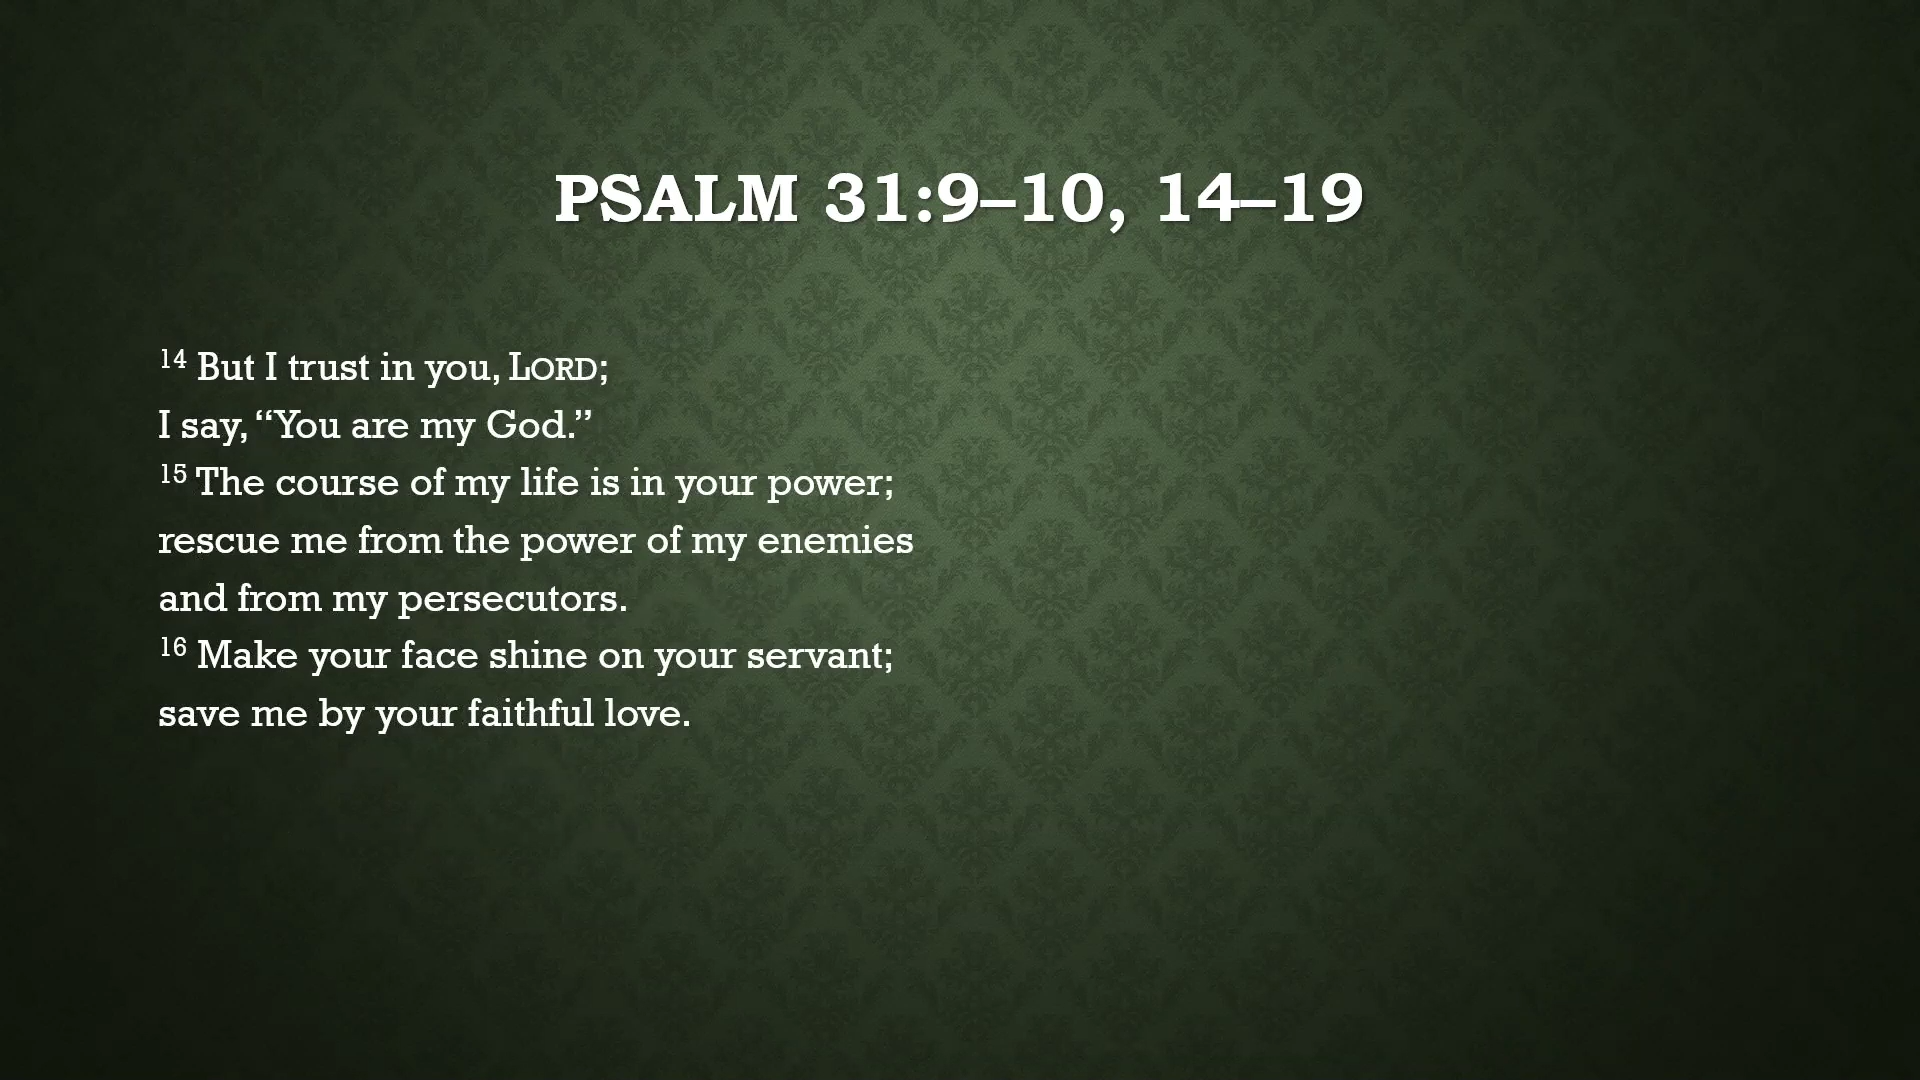 PSALM 31:9–10, 14–19
14 But I trust in you, LORD;
I say, “You are my God.”
15 The course of my life is in your power;
rescue me from the power of my enemies
and from my persecutors.
16 Make your face shine on your servant;
save me by your faithful love.